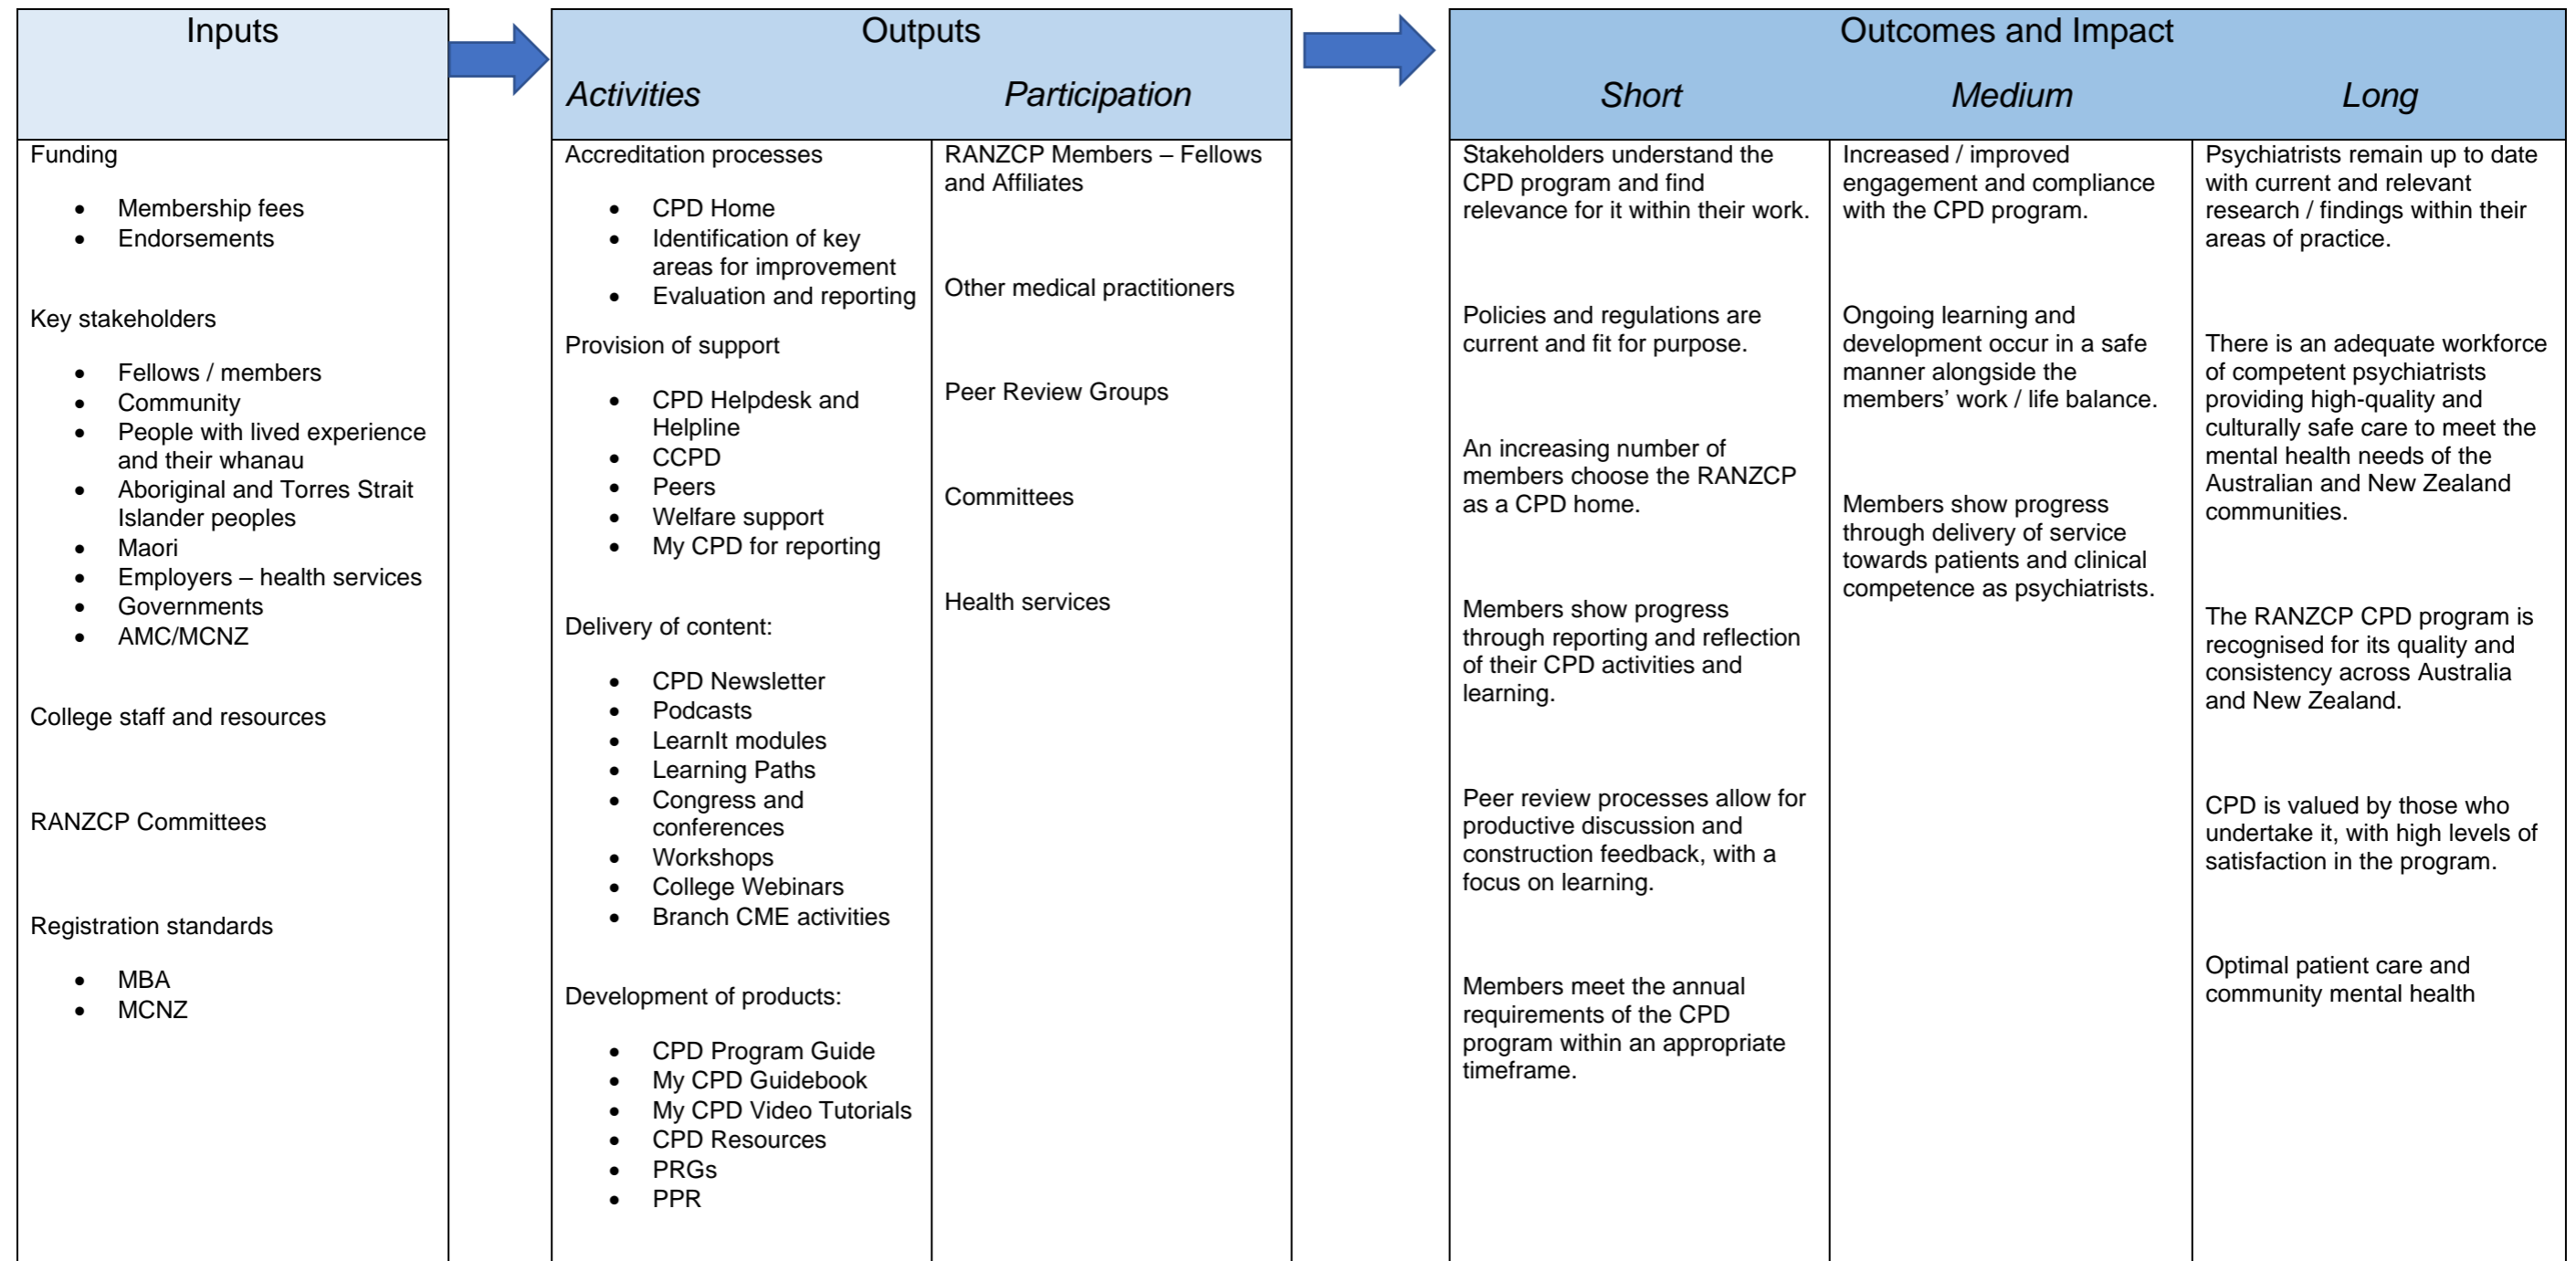 Inputs
Funding
• Membership fees
• Endorsements
Key stakeholders
• Fellows / members
• Community
• People with lived experience
and their whanau
• Aboriginal and Torres Strait
Islander peoples
• Maori
• Employers – health services
• Governments
• AMC/MCNZ
College staff and resources
RANZCP Committees
Registration standards
• MBA
• MCNZ
Outputs
Activities
Accreditation processes
• CPD Home
• Identification of key
areas for improvement
• Evaluation and reporting
Provision of support
• CPD Helpdesk and
Helpline
• CCPD
• Peers
• Welfare support
• My CPD for reporting
Delivery of content:
• CPD Newsletter
• Podcasts
• LearnIt modules
• Learning Paths
• Congress and
conferences
• Workshops
• College Webinars
• Branch CME activities
Development of products:
• CPD Program Guide
• My CPD Guidebook
• My CPD Video Tutorials
• CPD Resources
• PRGs
• PPR
Participation
RANZCP Members – Fellows
and Affiliates
Other medical practitioners
Peer Review Groups
Committees
Health services
Outcomes and Impact
Short
Stakeholders understand the
CPD program and find
relevance for it within their work.
Policies and regulations are
current and fit for purpose.
An increasing number of
members choose the RANZCP
as a CPD home.
Members show progress
through reporting and reflection
of their CPD activities and
learning.
Peer review processes allow for
productive discussion and
construction feedback, with a
focus on learning.
Members meet the annual
requirements of the CPD
program within an appropriate
timeframe.
Medium
Increased / improved
engagement and compliance
with the CPD program.
Ongoing learning and
development occur in a safe
manner alongside the
members’ work / life balance.
Members show progress
through delivery of service
towards patients and clinical
competence as psychiatrists.
Long
Psychiatrists remain up to date
with current and relevant
research / findings within their
areas of practice.
There is an adequate workforce
of competent psychiatrists
providing high-quality and
culturally safe care to meet the
mental health needs of the
Australian and New Zealand
communities.
The RANZCP CPD program is
recognised for its quality and
consistency across Australia
and New Zealand.
CPD is valued by those who
undertake it, with high levels of
satisfaction in the program.
Optimal patient care and
community mental health